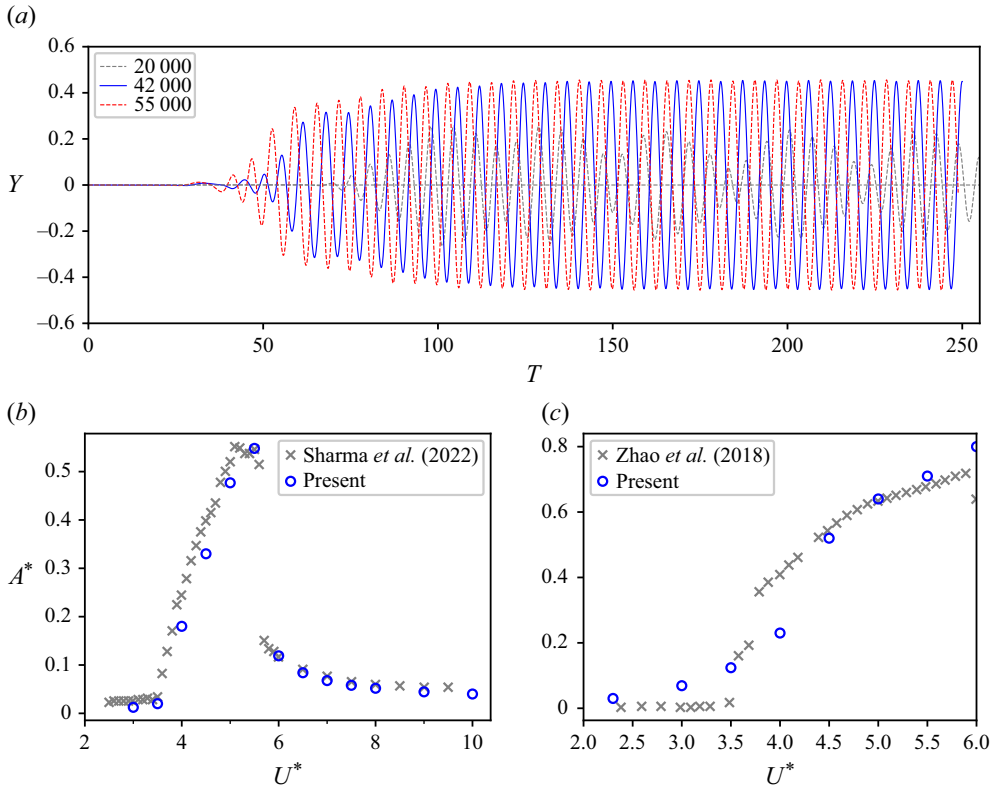 (a)
0.6
20 000
42 000
55 000
0.4
0.2
Y
0
–0.2
–0.4
–0.6
0 50 100 150 200 250
T
(b)
Sharma et al. (2022)
Present
0.5
0.4
0.3
A*
0.2
0.1
0
2 4 6 8 10
U*
(c)
0.8
Zhao et al. (2018)
Present
0.6
0.4
0.2
0
2.0 2.5 3.0 3.5 4.0 4.5 5.0 5.5 6.0
U*